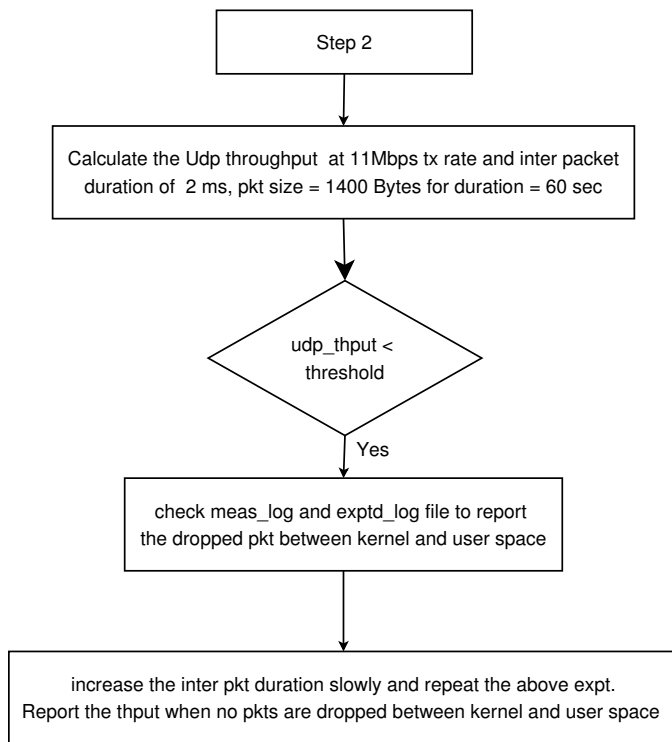 Step 2
Calculate the Udp throughput at 11Mbps tx rate and inter packet
duration of 2 ms, pkt size = 1400 Bytes for duration = 60 sec
udp_thput <
threshold
Yes
check meas_log and exptd_log file to report
the dropped pkt between kernel and user space
increase the inter pkt duration slowly and repeat the above expt.
Report the thput when no pkts are dropped between kernel and user space